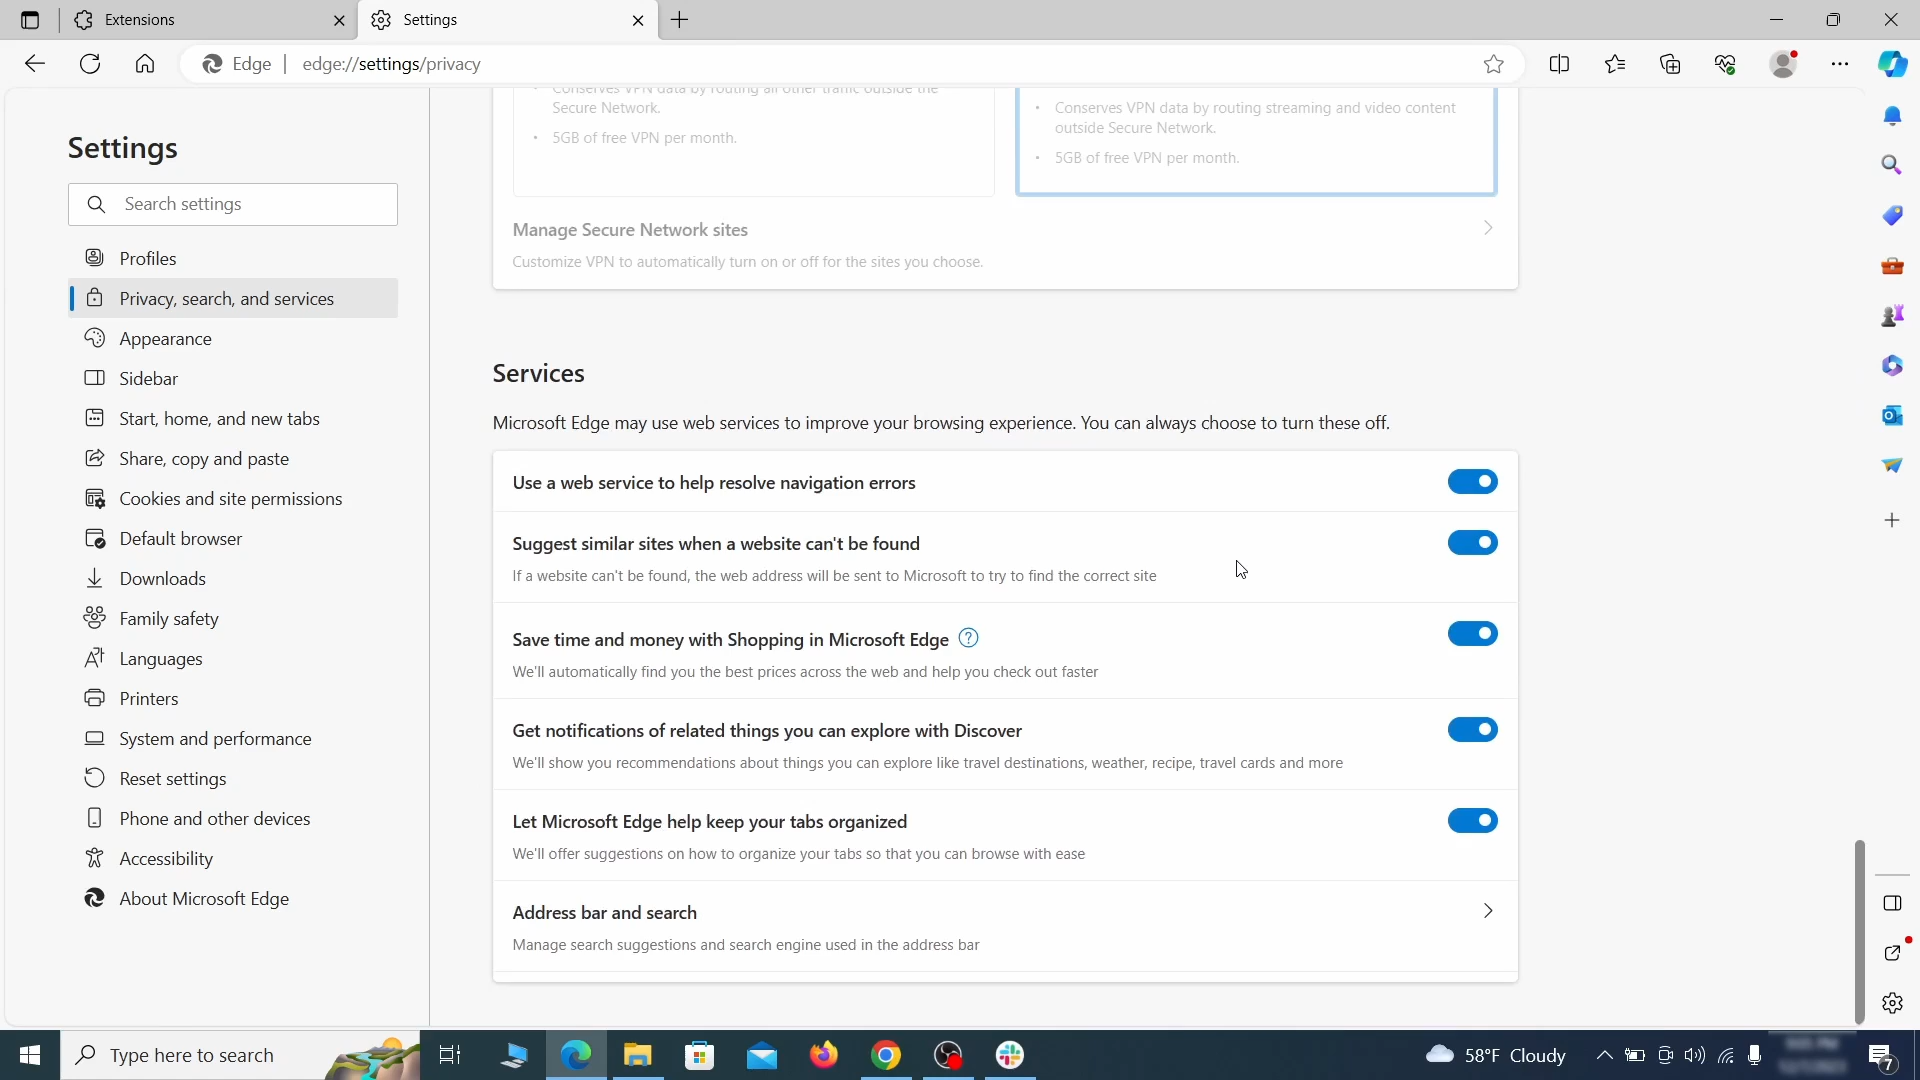 Extensions
Settings
Edge
edge://settings/privacy
Settings
Search settings
Profiles
Privacy, search, and services
Appearance
Sidebar
Start, home, and new tabs
Share, copy and paste
Cookies and site permissions
Default browser
Downloads
Family safety
Languages
Printers
System and performance
Reset settings
Phone and other devices
Accessibility
About Microsoft Edge
Conserves VPN data by routing all other traffic outside the
Secure Network.
5GB of free VPN per month.
Conserves VPN data by routing streaming and video content
outside Secure Network.
5GB of free VPN per month.
Manage Secure Network sites
Customize VPN to automatically turn on or off for the sites you choose.
Services
Microsoft Edge may use web services to improve your browsing experience. You can always choose to turn these off.
Use a web service to help resolve navigation errors
Suggest similar sites when a website can't be found
If a website can't be found, the web address will be sent to Microsoft to try to find the correct site
Save time and money with Shopping in Microsoft Edge
We'll automatically find you the best prices across the web and help you check out faster
Get notifications of related things you can explore with Discover
We'll show you recommendations about things you can explore like travel destinations, weather, recipe, travel cards and more
Let Microsoft Edge help keep your tabs organized
We'll offer suggestions on how to organize your tabs so that you can browse with ease
Address bar and search
Manage search suggestions and search engine used in the address bar
Type here to search
58°F Cloudy
7